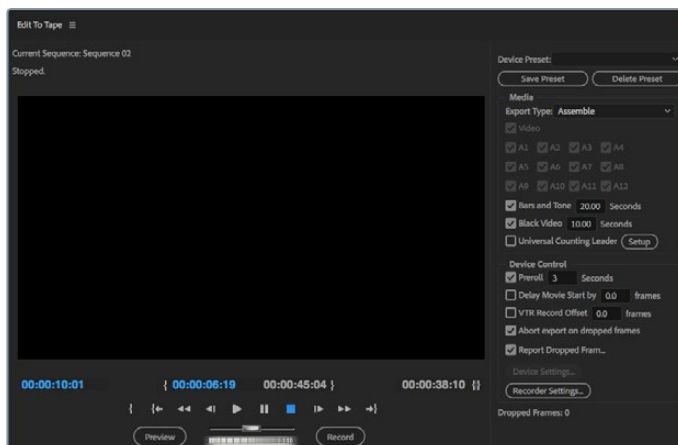 Edit To Tape
Current Sequence: Sequence 02
Stopped.
00:00:10:01 { 00:00:06:19 00:00:45:04 } 00:00:38:10 {}
Preview Record
Device Preset:
Save Preset Delete Preset
Media
Export Type: Assemble
Video
A1 A2 A3 A4
A5 A6 A7 A8
A9 A10 A11 A12
Bars and Tone 20.00 Seconds
Black Video 10.00 Seconds
Universal Counting Leader Setup
Device Control
Preroll 3 Seconds
Delay Movie Start by 0.0 frames
VTR Record Offset 0.0 frames
Abort export on dropped frames
Report Dropped Fram...
Device Settings...
Recorder Settings...
Dropped Frames: 0